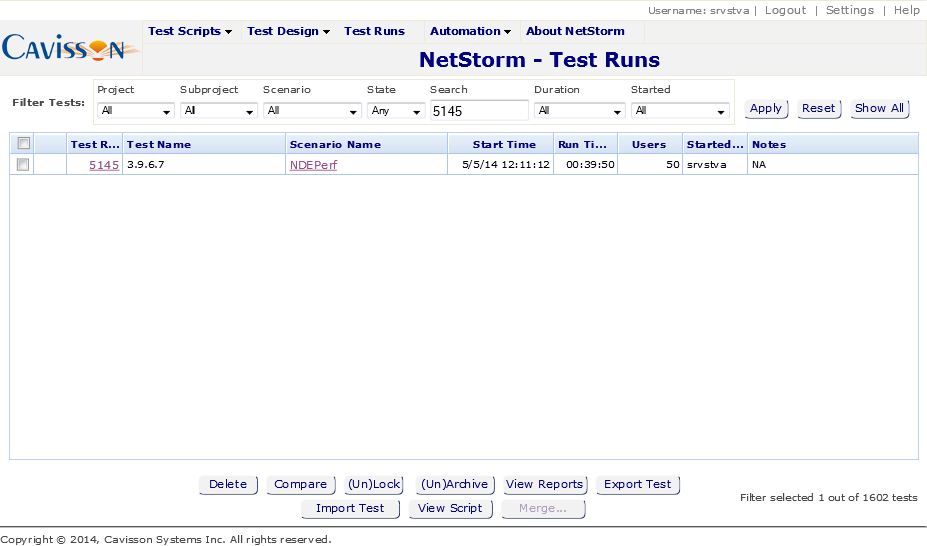 Username: srvstva | Logout | Settings | Help
CAVISSON
Test Scripts Test Design Test Runs Automation About NetStorm
NetStorm - Test Runs
Project Subproject Scenario State Search Duration Started
Filter Tests: All All All Any 5145 All All Apply Reset Show All
Test R... Test Name Scenario Name Start Time Run Ti... Users Started... Notes
5145 3.9.6.7 NDEPerf 5/5/14 12:11:12 00:39:50 50 srvstva NA
Delete Compare (Un)Lock (Un)Archive View Reports Export Test
Filter selected 1 out of 1602 tests
Import Test View Script Merge...
Copyright © 2014, Cavisson Systems Inc. All rights reserved.